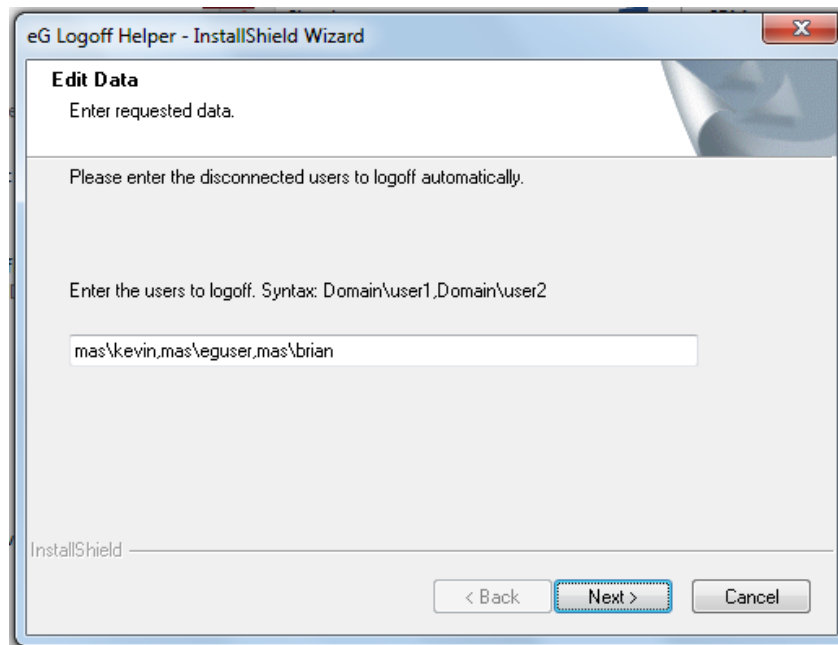 eG Logoff Helper - InstallShield Wizard
Edit Data
Enter requested data.
Please enter the disconnected users to logoff automatically.
Enter the users to logoff. Syntax: Domain\user1,Domain\user2
mas\kevin,mas\eguser,mas\brian
InstallShield
< Back
Next >
Cancel